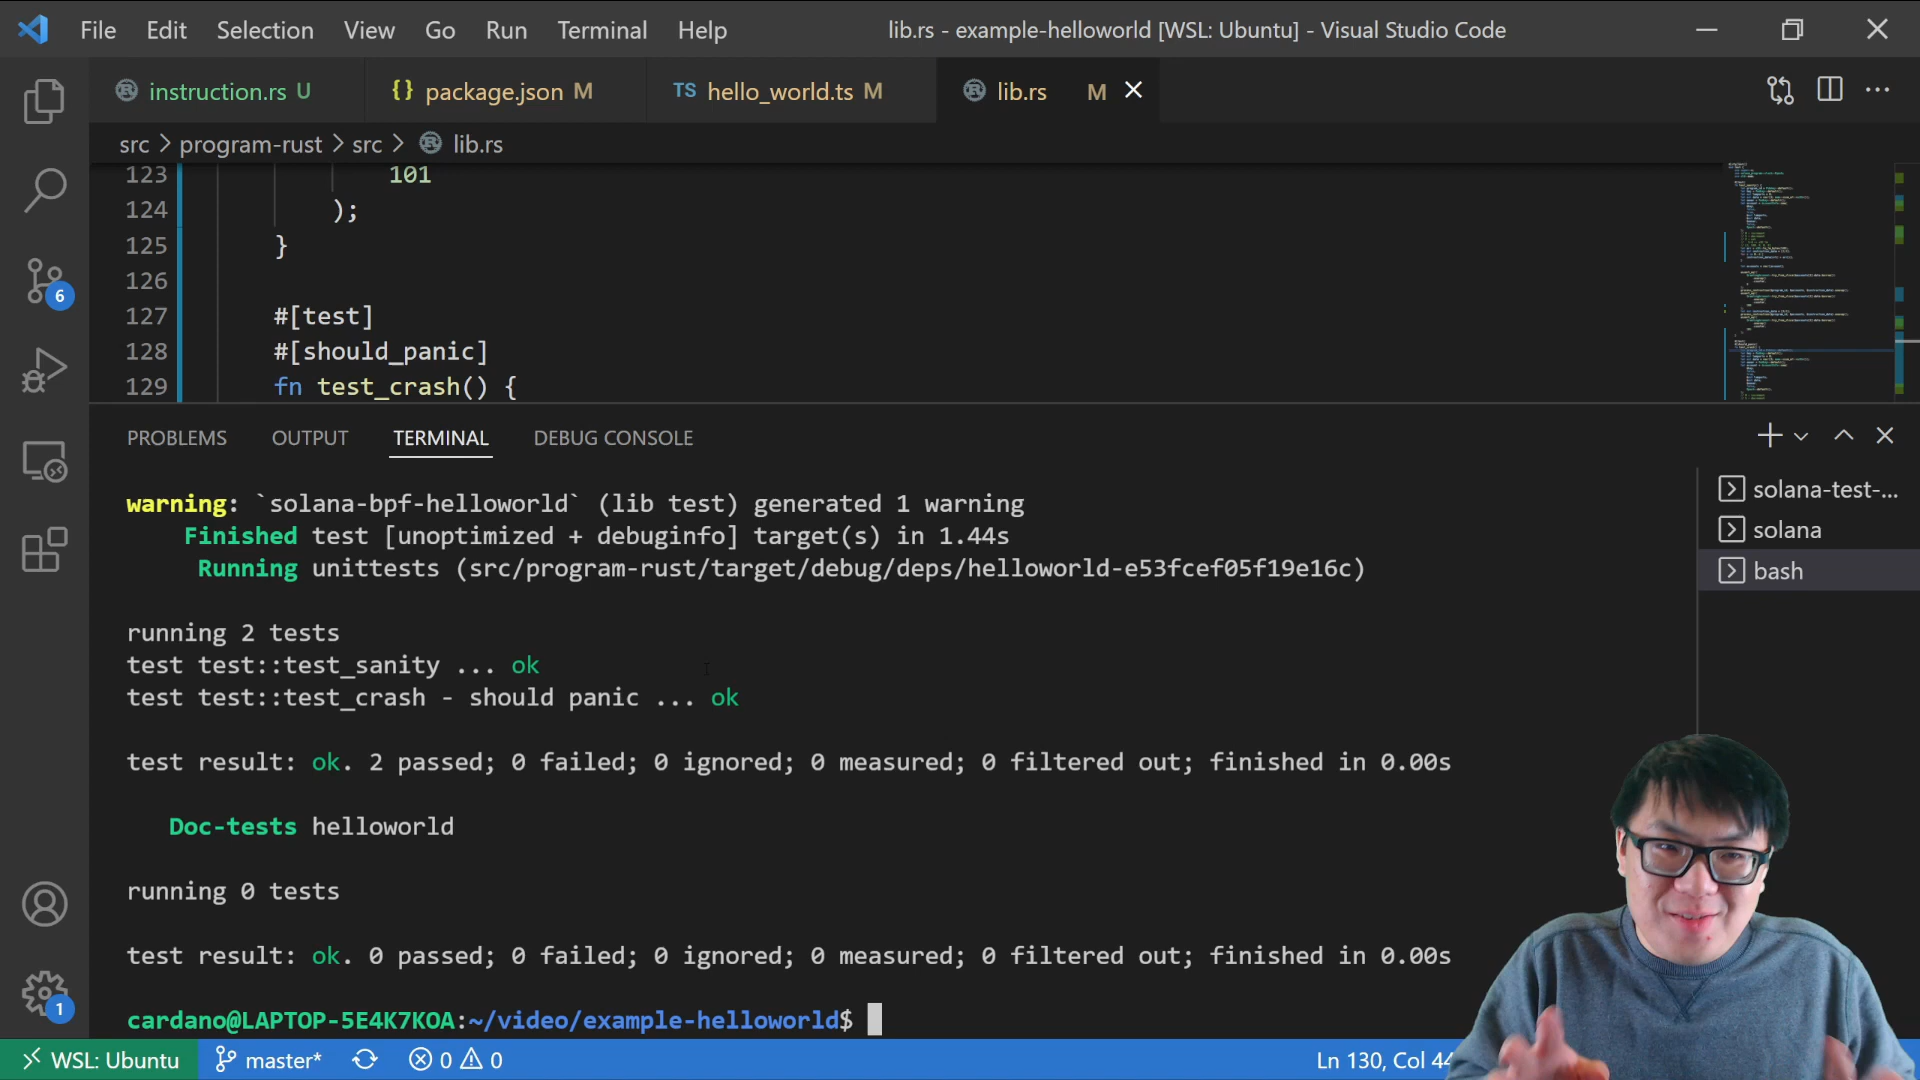 File Edit Selection View Go Run Terminal Help lib.rs - example-helloworld [WSL: Ubuntu] - Visual Studio Code
instruction.rs U {} package.json M TS hello_world.ts M lib.rs M
src > program-rust > src > lib.rs
123 101
124 );
125 }
126
127 #[test]
128 #[should_panic]
129 fn test_crash() {
6
PROBLEMS OUTPUT TERMINAL DEBUG CONSOLE
warning: `solana-bpf-helloworld` (lib test) generated 1 warning
Finished test [unoptimized + debuginfo] target(s) in 1.44s
Running unittests (src/program-rust/target/debug/deps/helloworld-e53fcef05f19e16c)
running 2 tests
test test::test_sanity ... ok
test test::test_crash - should panic ... ok
test result: ok. 2 passed; 0 failed; 0 ignored; 0 measured; 0 filtered out; finished in 0.00s
Doc-tests helloworld
running 0 tests
test result: ok. 0 passed; 0 failed; 0 ignored; 0 measured; 0 filtered out; finished in 0.00s
cardano@LAPTOP-5E4K7KOA:~/video/example-helloworld$
solana-test-...
solana
bash
1
WSL: Ubuntu master* 0 0 Ln 130, Col 44